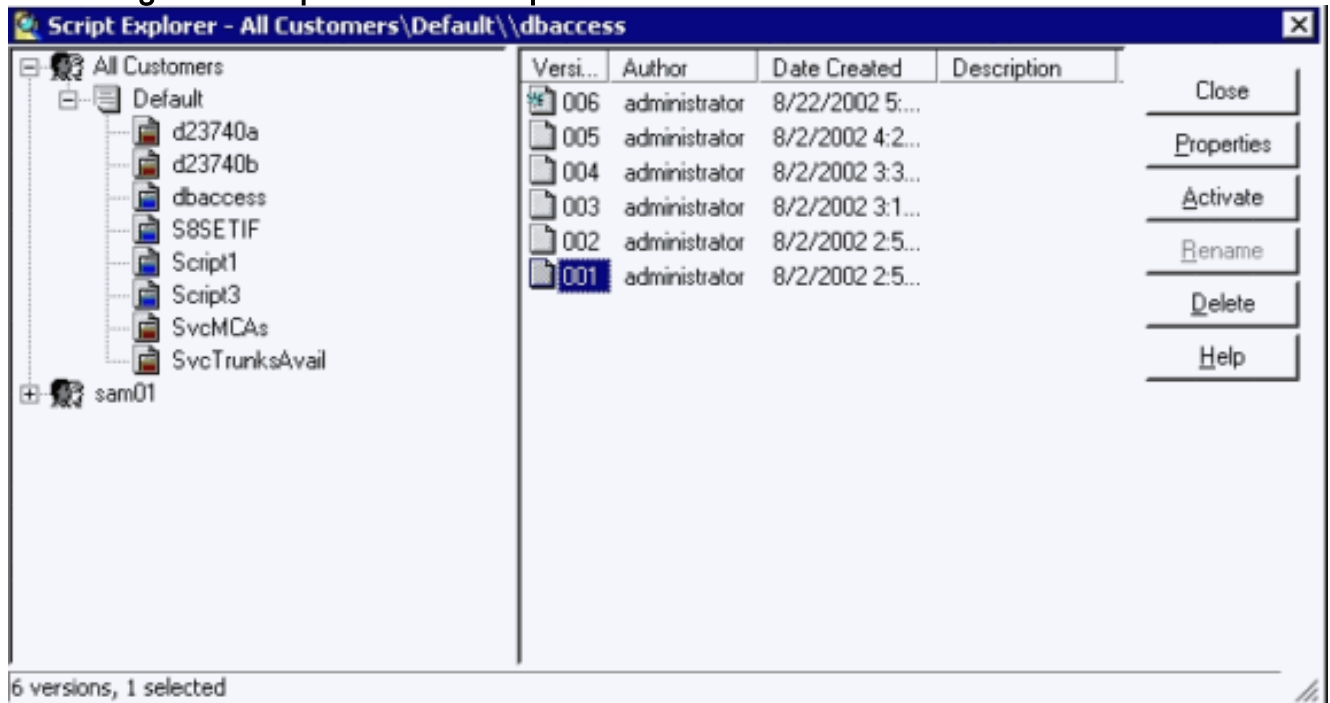 Script Explorer - All Customers\Default\\dbaccess
All Customers
Default
d23740a
d23740b
dbaccess
S8SETIF
Script1
Script3
SvcMCAs
SvcTrunksAvail
sam01
Versi... Author Date Created Description
006 administrator 8/22/2002 5:...
005 administrator 8/2/2002 4:2...
004 administrator 8/2/2002 3:3...
003 administrator 8/2/2002 3:1...
002 administrator 8/2/2002 2:5...
001 administrator 8/2/2002 2:5...
Close
Properties
Activate
Rename
Delete
Help
6 versions, 1 selected